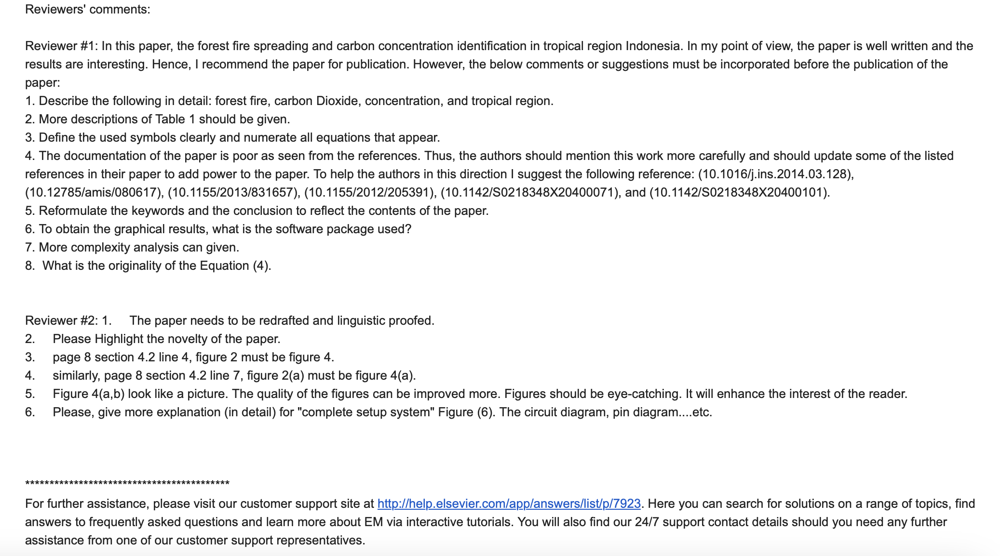 Reviewers' comments:
Reviewer #1: In this paper, the forest fire spreading and carbon concentration identification in tropical region Indonesia. In my point of view, the paper is well written and the
results are interesting. Hence, I recommend the paper for publication. However, the below comments or suggestions must be incorporated before the publication of the
paper:
1. Describe the following in detail: forest fire, carbon Dioxide, concentration, and tropical region.
2. More descriptions of Table 1 should be given.
3. Define the used symbols clearly and numerate all equations that appear.
4. The documentation of the paper is poor as seen from the references. Thus, the authors should mention this work more carefully and should update some of the listed
references in their paper to add power to the paper. To help the authors in this direction I suggest the following reference: (10.1016/j.ins.2014.03.128),
(10.12785/amis/080617), (10.1155/2013/831657), (10.1155/2012/205391), (10.1142/S0218348X20400071), and (10.1142/S0218348X20400101).
5. Reformulate the keywords and the conclusion to reflect the contents of the paper.
6. To obtain the graphical results, what is the software package used?
7. More complexity analysis can given.
8. What is the originality of the Equation (4).
Reviewer #2: 1. The paper needs to be redrafted and linguistic proofed.
2. Please Highlight the novelty of the paper.
3. page 8 section 4.2 line 4, figure 2 must be figure 4.
4. similarly, page 8 section 4.2 line 7, figure 2(a) must be figure 4(a).
5. Figure 4(a,b) look like a picture. The quality of the figures can be improved more. Figures should be eye-catching. It will enhance the interest of the reader.
6. Please, give more explanation (in detail) for "complete setup system" Figure (6). The circuit diagram, pin diagram....etc.
******************************************
For further assistance, please visit our customer support site at http://help.elsevier.com/app/answers/list/p/7923. Here you can search for solutions on a range of topics, find
answers to frequently asked questions and learn more about EM via interactive tutorials. You will also find our 24/7 support contact details should you need any further
assistance from one of our customer support representatives.